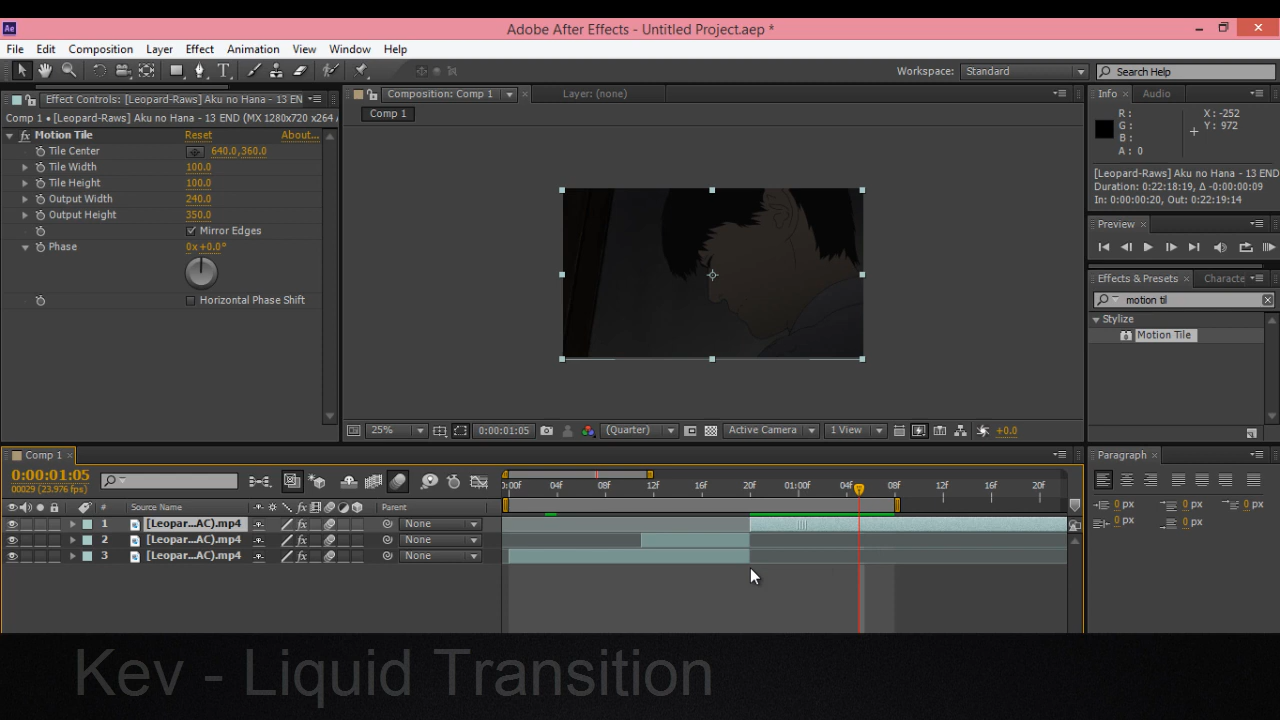 Adobe After Effects - Untitled Project.aep *
File Edit Composition Layer Effect Animation View Window Help
Workspace: Standard Search Help
Effect Controls: [Leopard-Raws] Aku no Hana - 13 EN
Comp 1 • [Leopard-Raws] Aku no Hana - 13 END (MX 1280x720 x264 A
Motion Tile Reset About...
Tile Center 640.0,360.0
Tile Width 100.0
Tile Height 100.0
Output Width 240.0
Output Height 350.0
Mirror Edges
Phase 0x+0.0°
Horizontal Phase Shift
Composition: Comp 1 Layer: (none)
Comp 1
25% 0:00:01:05 (Quarter) Active Camera 1 View +0.0
Info Audio
R: X: -252
G: Y: 972
B:
A: 0
[Leopard-Raws] Aku no Hana - 13 END
Duration: 0:22:18:19, Δ -0:00:00:09
In: 0:00:00:20, Out: 0:22:19:14
Preview
Effects & Presets Characte
motion til
Stylize
Motion Tile
Comp 1
0:00:01:05
00029 (23.976 fps)
:00F 04F 08F 12F 16F 20F 01:00F 04F 08F 12F 16F 20F
# Source Name Parent
1 [Leopar...AC].mp4 None
2 [Leopar...AC].mp4 None
3 [Leopar...AC].mp4 None
Paragraph
0 px 0 px 0 px
0 px 0 px
Kev - Liquid Transition